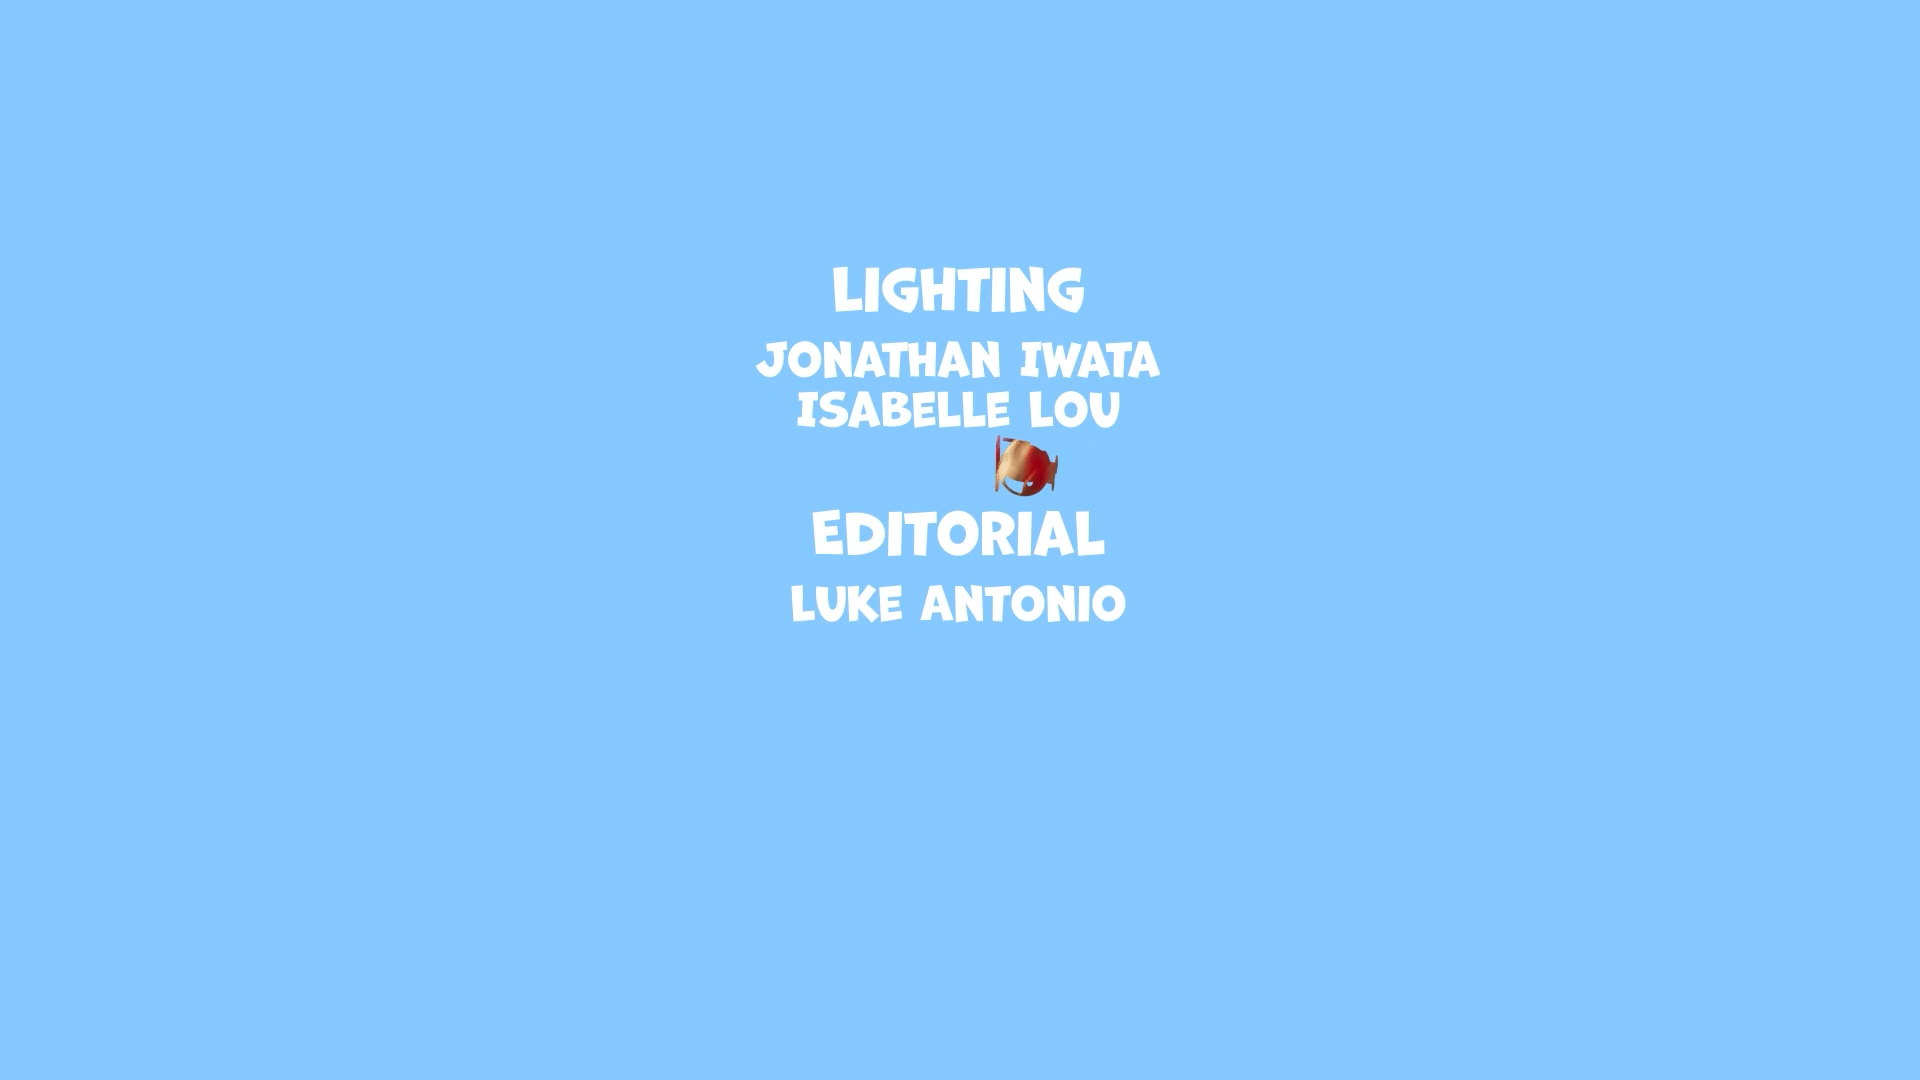 LIGHTING
JONATHAN IWATA
ISABELLE LOU
EDITORIAL
LUKE ANTONIO